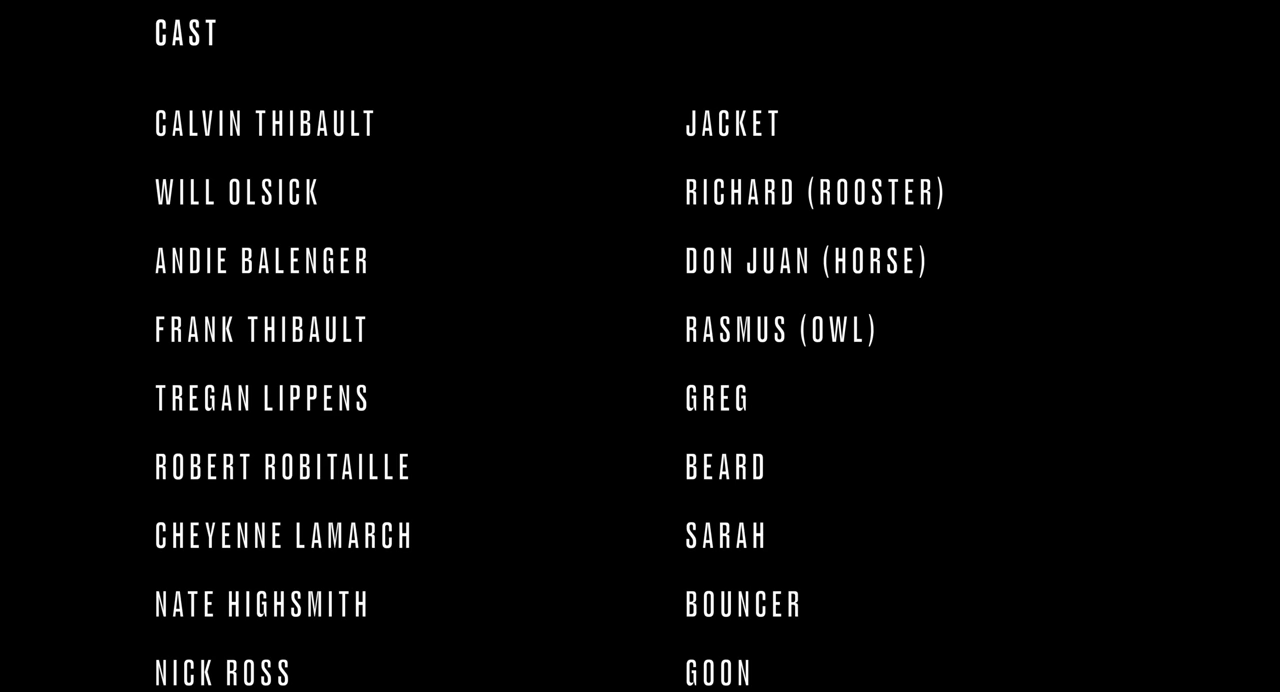 CAST
CALVIN THIBAULT JACKET
WILL OLSICK RICHARD (ROOSTER)
ANDIE BALENGER DON JUAN (HORSE)
FRANK THIBAULT RASMUS (OWL)
TREGAN LIPPENS GREG
ROBERT ROBITAILLE BEARD
CHEYENNE LAMARCH SARAH
NATE HIGHSMITH BOUNCER
NICK ROSS GOON